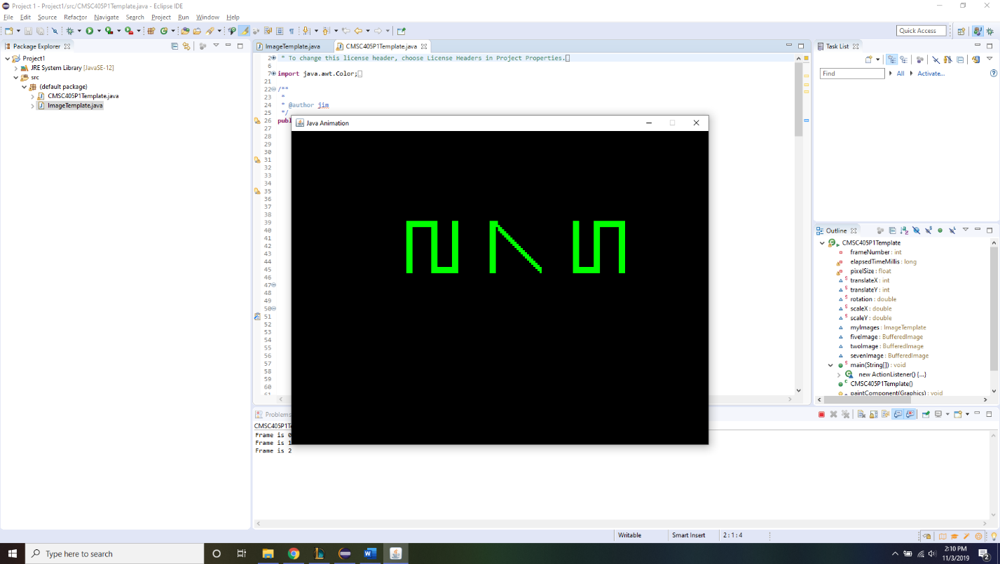 Project 1 - Project1/src/CMSC405P1Template.java - Eclipse IDE
File Edit Source Refactor Navigate Search Project Run Window Help
Quick Access
Package Explorer
Project1
JRE System Library [JavaSE-12]
src
(default package)
CMSC405P1Template.java
ImageTemplate.java
ImageTemplate.java CMSC405P1Template.java
2 * To change this license header, choose License Headers in Project Properties.
6
7 import java.awt.Color;
21
22 /**
23 *
24 * @author jim
25 */
26 publ
27
28
29
30
31
32
33
34
35
36
37
38
39
40
41
42
43
44
45
46
47
48
49
50
51
52
53
54
55
56
57
58
59
60
61
Java Animation
Task List
Find All Activate...
Outline
CMSC405P1Template
frameNumber : int
elapsedTimeMillis : long
pixelSize : float
translateX : int
translateY : int
rotation : double
scaleX : double
scaleY : double
myImages : ImageTemplate
fiveImage : BufferedImage
twoImage : BufferedImage
sevenImage : BufferedImage
main(String[]) : void
new ActionListener() {...}
CMSC405P1Template()
paintComponent(Graphics) : void
Problems
CMSC405P1Te
Frame is 0
Frame is 1
Frame is 2
Writable Smart Insert 2 : 1 : 4
Type here to search
2:10 PM
11/3/2019
2